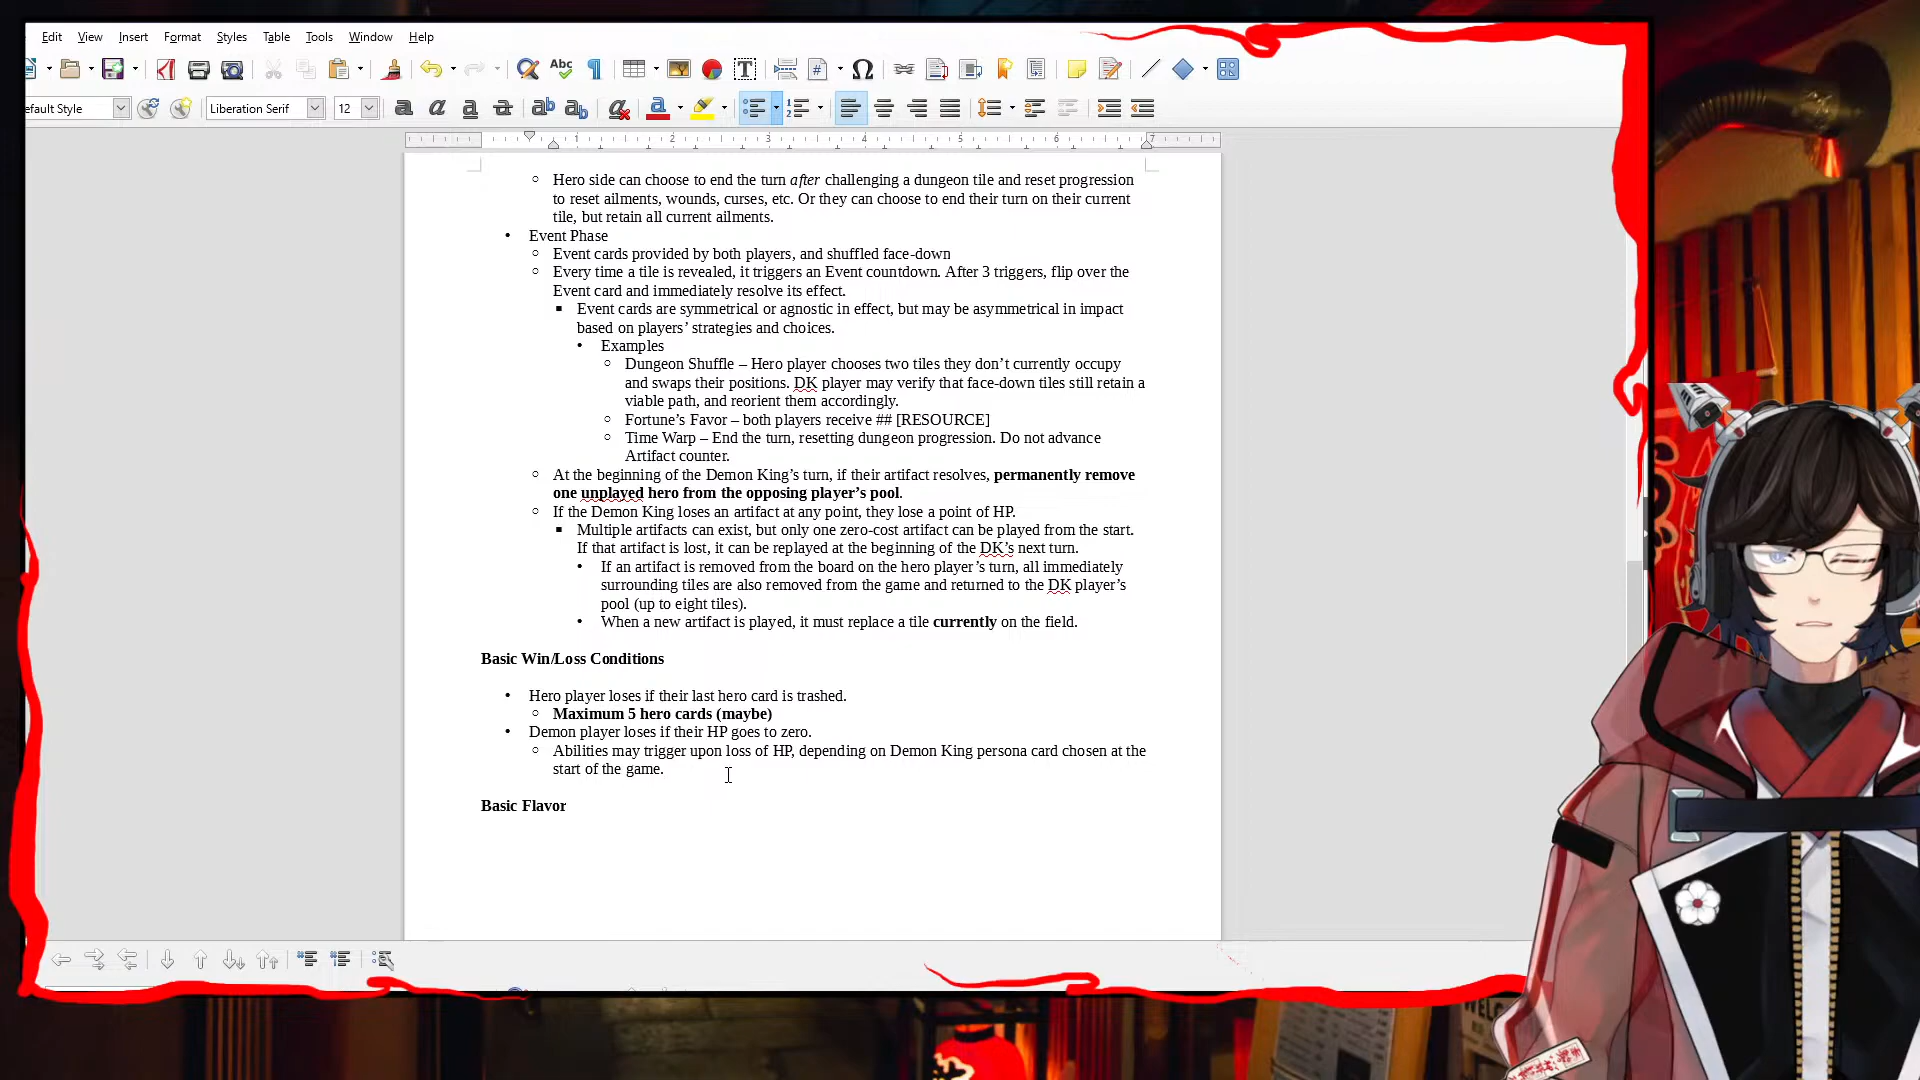 Edit View Insert Format Styles Table Tools Window Help
efault Style Liberation Serif 12
1 2 3 4 5 6 7
Hero side can choose to end the turn after challenging a dungeon tile and reset progression
to reset ailments, wounds, curses, etc. Or they can choose to end their turn on their current
tile, but retain all current ailments.
• Event Phase
Event cards provided by both players, and shuffled face-down
Every time a tile is revealed, it triggers an Event countdown. After 3 triggers, flip over the
Event card and immediately resolve its effect.
Event cards are symmetrical or agnostic in effect, but may be asymmetrical in impact
based on players’ strategies and choices.
• Examples
Dungeon Shuffle – Hero player chooses two tiles they don’t currently occupy
and swaps their positions. DK player may verify that face-down tiles still retain a
viable path, and reorient them accordingly.
Fortune’s Favor – both players receive ## [RESOURCE]
Time Warp – End the turn, resetting dungeon progression. Do not advance
Artifact counter.
At the beginning of the Demon King’s turn, if their artifact resolves, permanently remove
one unplayed hero from the opposing player’s pool.
If the Demon King loses an artifact at any point, they lose a point of HP.
Multiple artifacts can exist, but only one zero-cost artifact can be played from the start.
If that artifact is lost, it can be replayed at the beginning of the DK’s next turn.
• If an artifact is removed from the board on the hero player’s turn, all immediately
surrounding tiles are also removed from the game and returned to the DK player’s
pool (up to eight tiles).
• When a new artifact is played, it must replace a tile currently on the field.
Basic Win/Loss Conditions
• Hero player loses if their last hero card is trashed.
Maximum 5 hero cards (maybe)
• Demon player loses if their HP goes to zero.
Abilities may trigger upon loss of HP, depending on Demon King persona card chosen at the
start of the game.
Basic Flavor